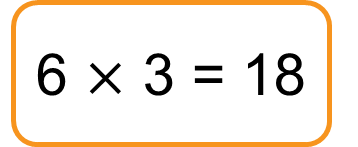 6 × 3 = 18